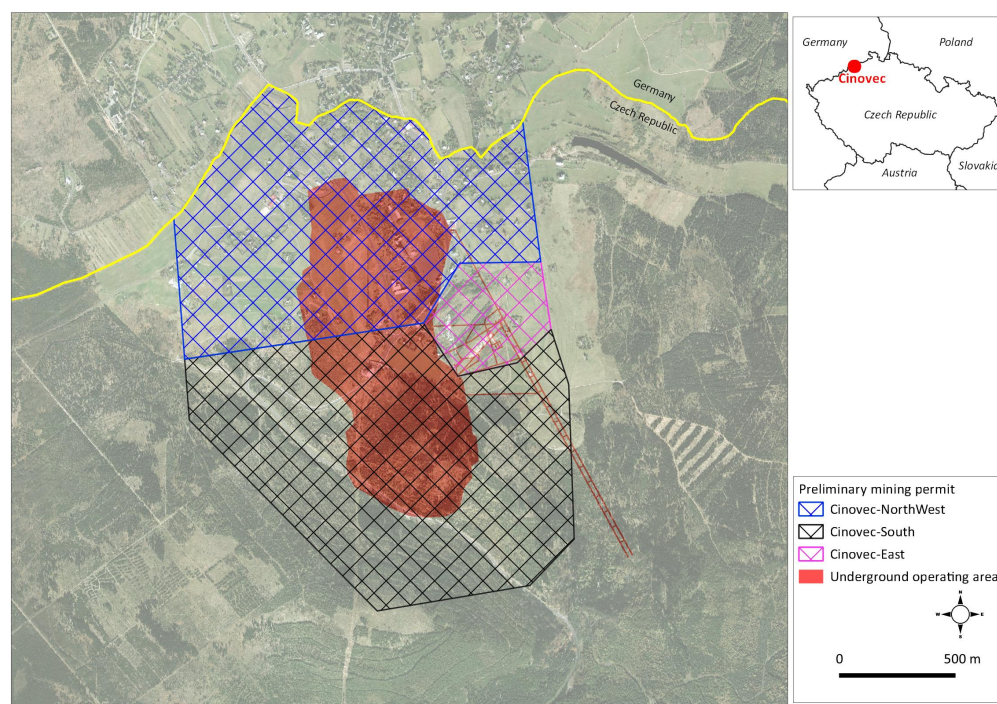 Germany
Czech Republic
Germany
Poland
Cinovec
Czech Republic
Slovakia
Austria
Preliminary mining permit
Cinovec-NorthWest
Cinovec-South
Cinovec-East
Underground operating area
N
W
E
S
0
500 m